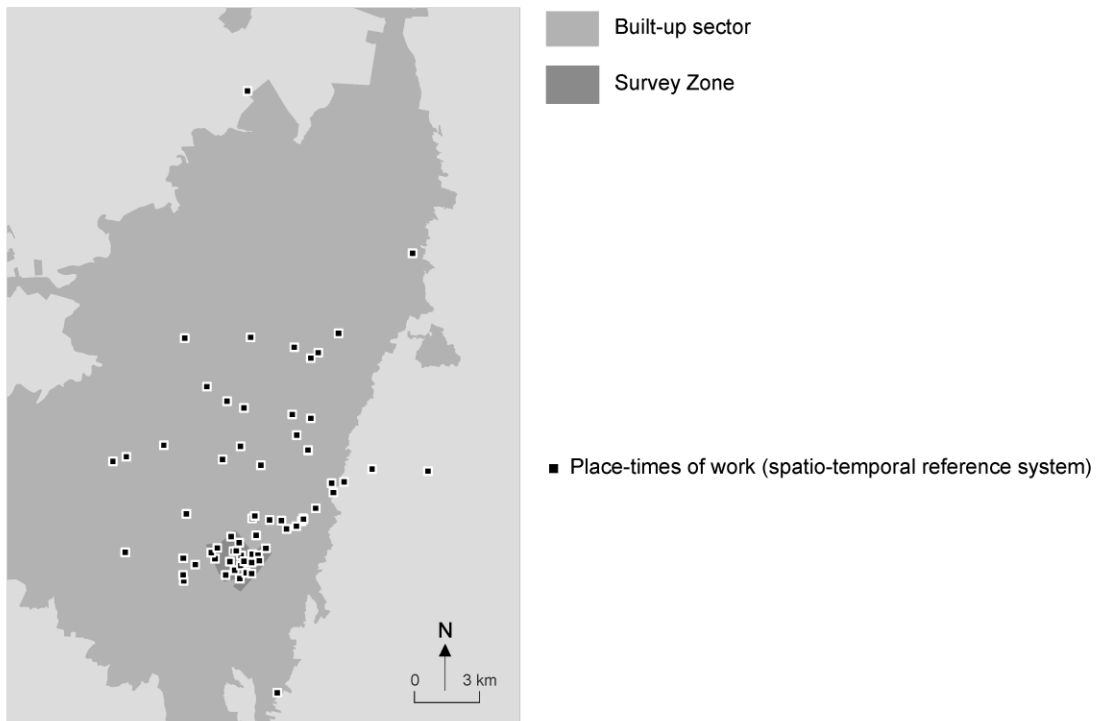 Built-up sector
Survey Zone
Place-times of work (spatio-temporal reference system)
N
0 3 km